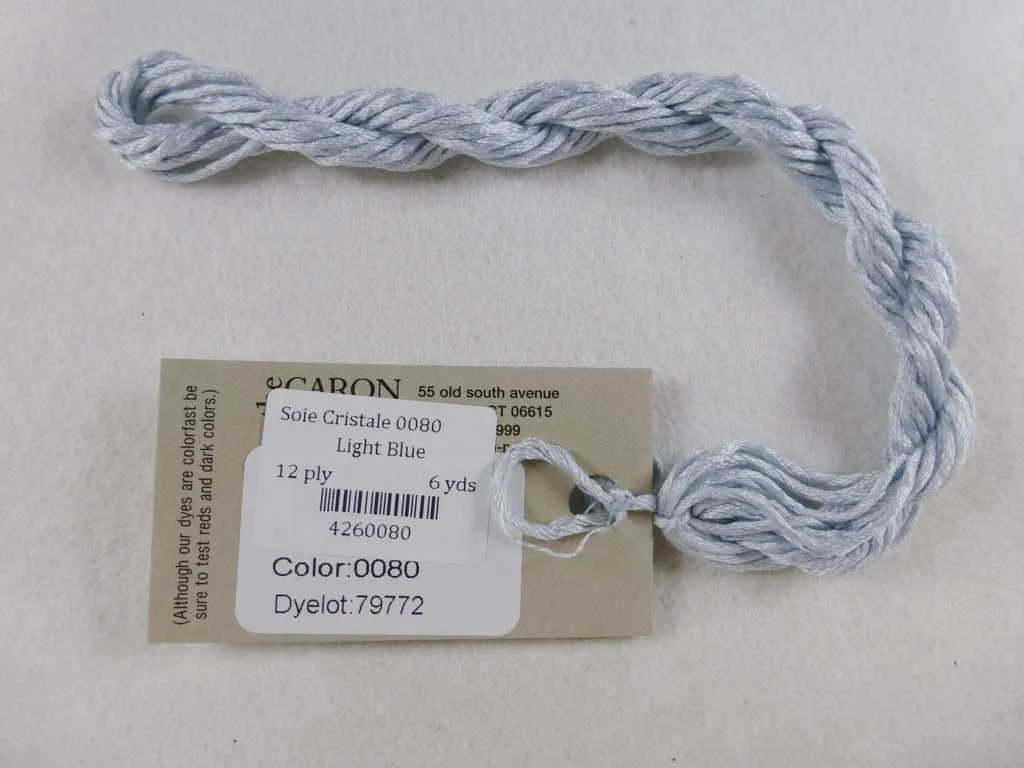 CARON
55 old south avenue
CT 06615
999
Soie Cristale 0080
Light Blue
12 ply 6 yds
4260080
Color:0080
Dyelot:79772
(Although our dyes are colorfast be
sure to test reds and dark colors.)